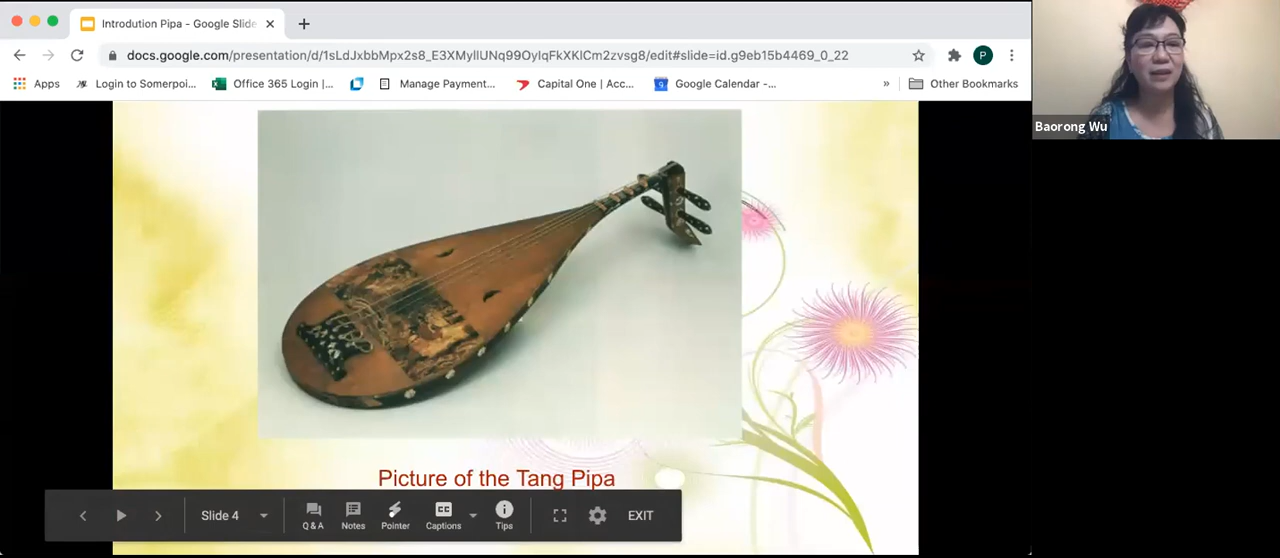 Introdution Pipa - Google Slide
docs.google.com/presentation/d/1sLdJxbbMpx2s8_E3XMyllUNq99OylqFkXKlCm2zvsg8/edit#slide=id.g9eb15b4469_0_22
P
Apps
Login to Somerpoi...
Office 365 Login |...
Manage Payment...
Capital One | Acc...
Google Calendar -...
»
Other Bookmarks
Baorong Wu
Picture of the Tang Pipa
Slide 4
Q & A
Notes
Pointer
CC
Captions
Tips
EXIT